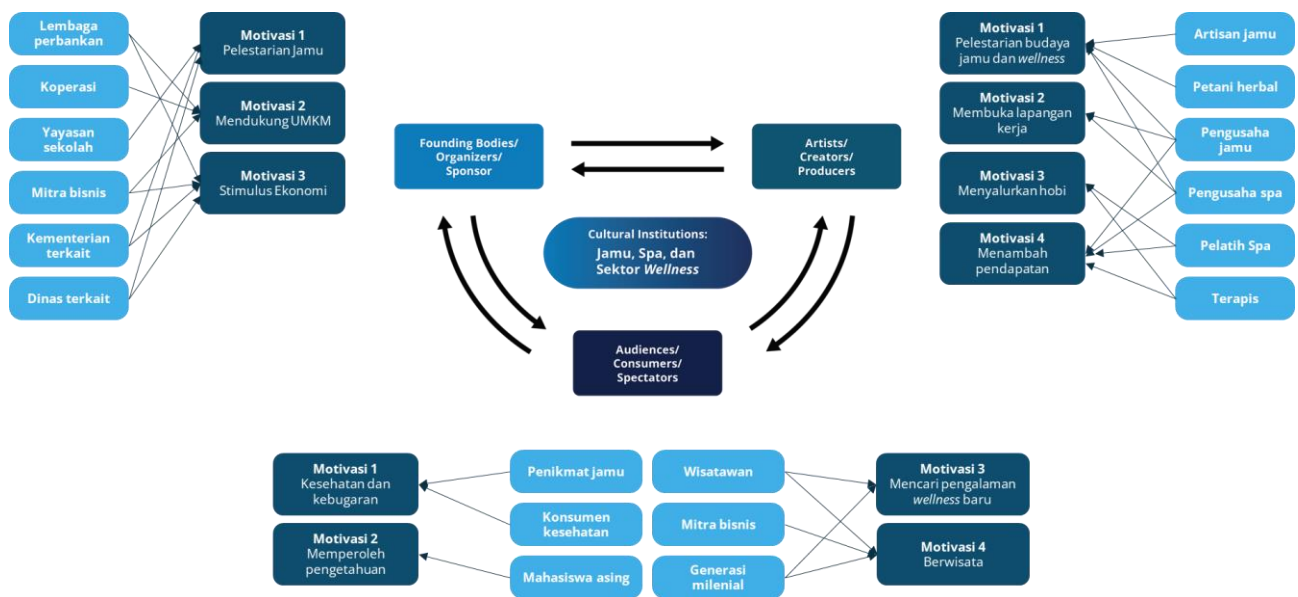 Lembaga
perbankan
Koperasi
Yayasan
sekolah
Mitra bisnis
Kementerian
terkait
Dinas terkait
Motivasi 1
Pelestarian Jamu
Motivasi 2
Mendukung UMKM
Motivasi 3
Stimulus Ekonomi
Founding Bodies/
Organizers/
Sponsor
Artists/
Creators/
Producers
Cultural Institutions:
Jamu, Spa, dan
Sektor Wellness
Audiences/
Consumers/
Spectators
Motivasi 1
Pelestarian budaya
jamu dan wellness
Motivasi 2
Membuka lapangan
kerja
Motivasi 3
Menyalurkan hobi
Motivasi 4
Menambah
pendapatan
Artisan jamu
Petani herbal
Pengusaha
jamu
Pengusaha spa
Pelatih Spa
Terapis
Motivasi 1
Kesehatan dan
kebugaran
Motivasi 2
Memperoleh
pengetahuan
Penikmat jamu
Konsumen
kesehatan
Mahasiswa asing
Wisatawan
Mitra bisnis
Generasi
milenial
Motivasi 3
Mencari pengalaman
wellness baru
Motivasi 4
Berwisata